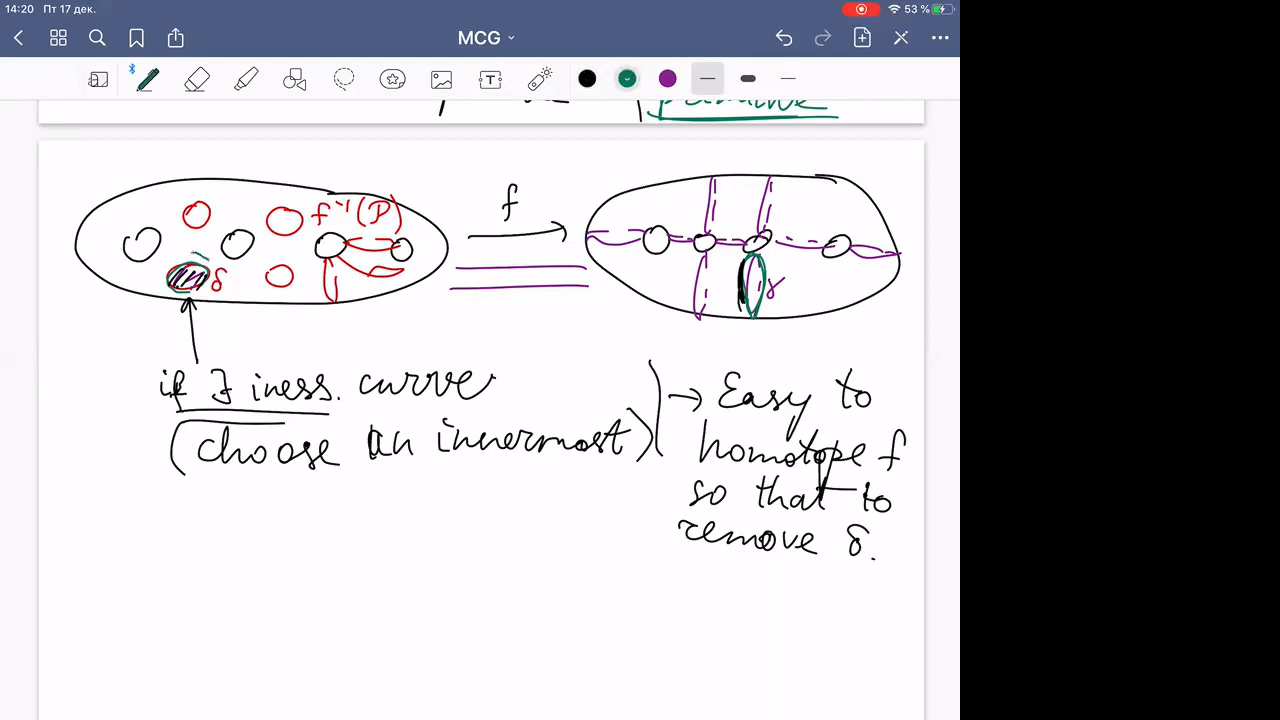 14:20 Пт 17 дек.
53 %
MCG
f⁻¹(P)
f
δ
γ
if ∃ iness. curve
(choose an innermost)
→ Easy to
homotope f
so that to
remove δ.